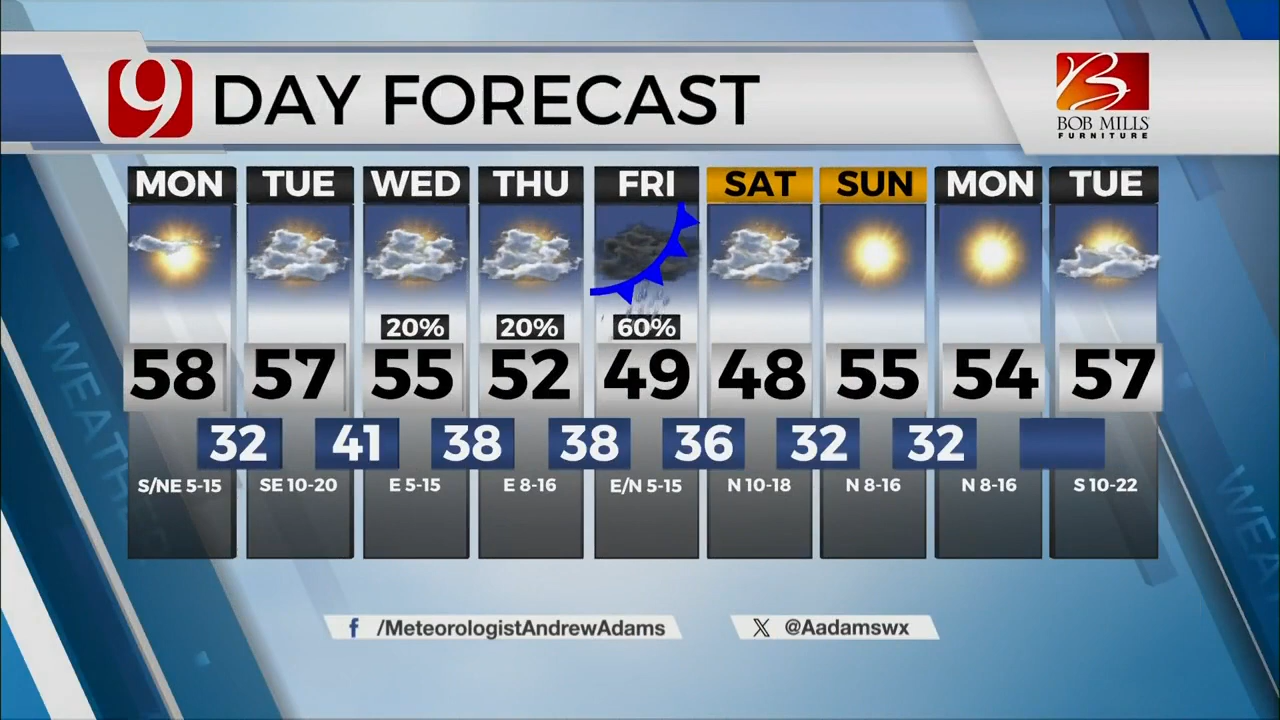 9 DAY FORECAST
B
BOB MILLS
FURNITURE
MON TUE WED THU FRI SAT SUN MON TUE
20% 20% 60%
58 57 55 52 49 48 55 54 57
32 41 38 38 36 32 32
S/NE 5-15 SE 10-20 E 5-15 E 8-16 E/N 5-15 N 10-18 N 8-16 N 8-16 S 10-22
f /MeteorologistAndrewAdams X @Aadamswx
WEATHER
WEA